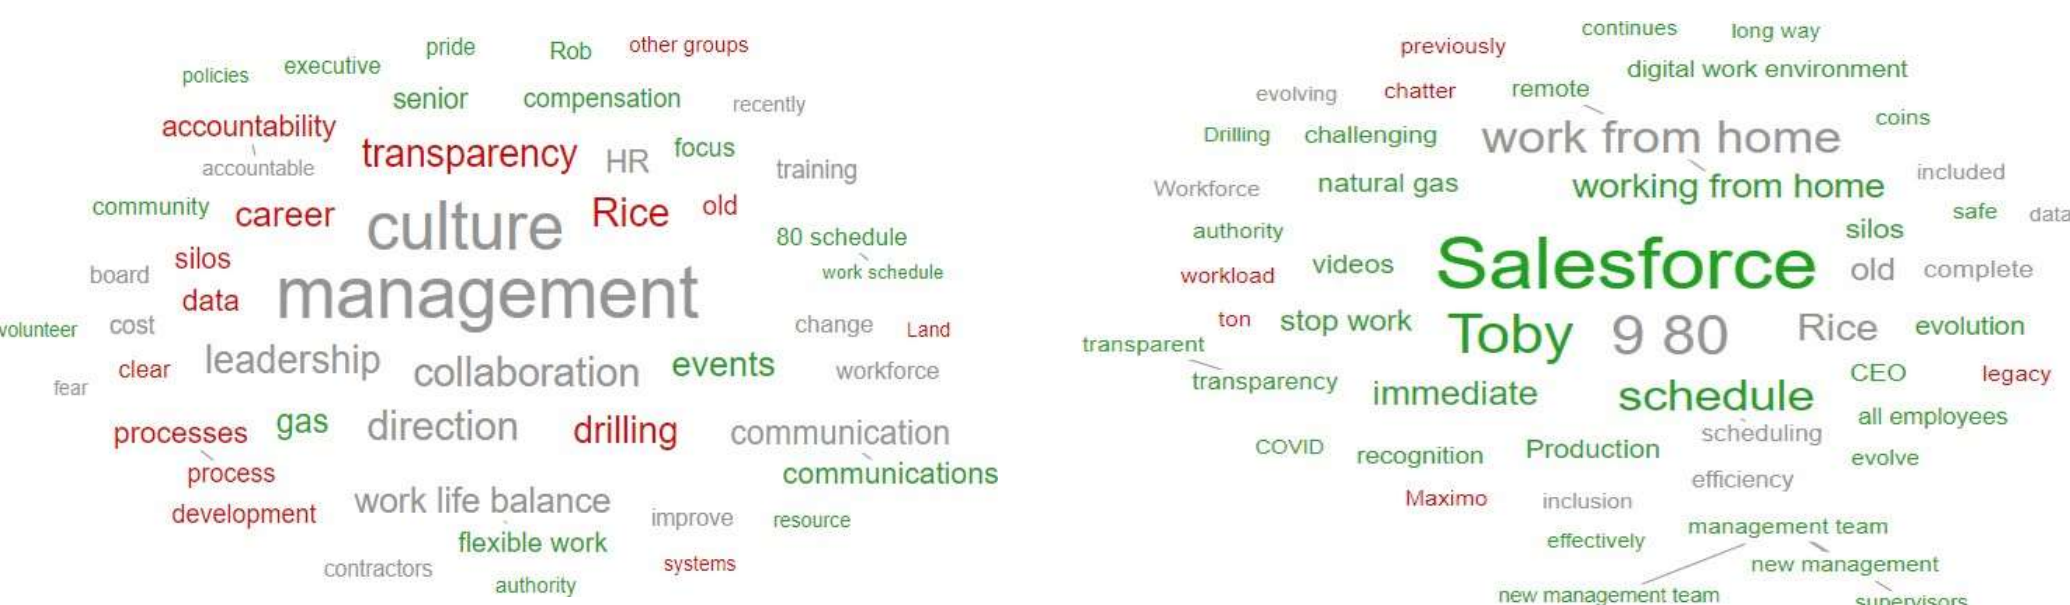 pride
Rob
other groups
policies
executive
senior
compensation
recently
accountability
transparency
HR
focus
accountable
training
community
career
culture
Rice
old
80 schedule
silos
board
management
work schedule
data
volunteer
cost
change
Land
clear
leadership
collaboration
events
workforce
fear
processes
gas
direction
drilling
communication
process
communications
development
work life balance
improve
resource
flexible work
contractors
systems
authority
continues
long way
previously
digital work environment
evolving
chatter
remote
coins
Drilling
challenging
work from home
included
Workforce
natural gas
working from home
safe
data
authority
silos
workload
videos
Salesforce
old
complete
ton
stop work
Toby
9 80
Rice
evolution
transparent
transparency
immediate
schedule
CEO
legacy
all employees
COVID
recognition
Production
scheduling
evolve
efficiency
Maximo
inclusion
effectively
management team
new management
new management team
supervisors